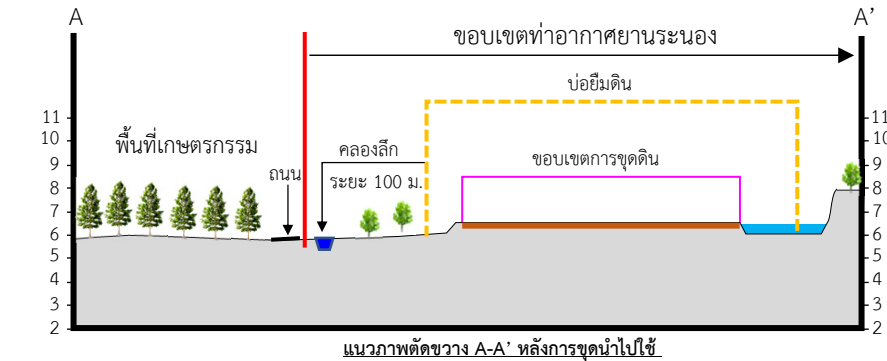 A
A’
ขอบเขตท่าอากาศยานระนอง
บ่อยืมดิน
พื้นที่เกษตรกรรม
ถนน
คลองลึก
ระยะ 100 ม.
ขอบเขตการขุดดิน
11
10
9
8
7
6
5
4
3
2
11
10
9
8
7
6
5
4
3
2
แนวภาพตัดขวาง A-A’ หลังการขุดนำไปใช้